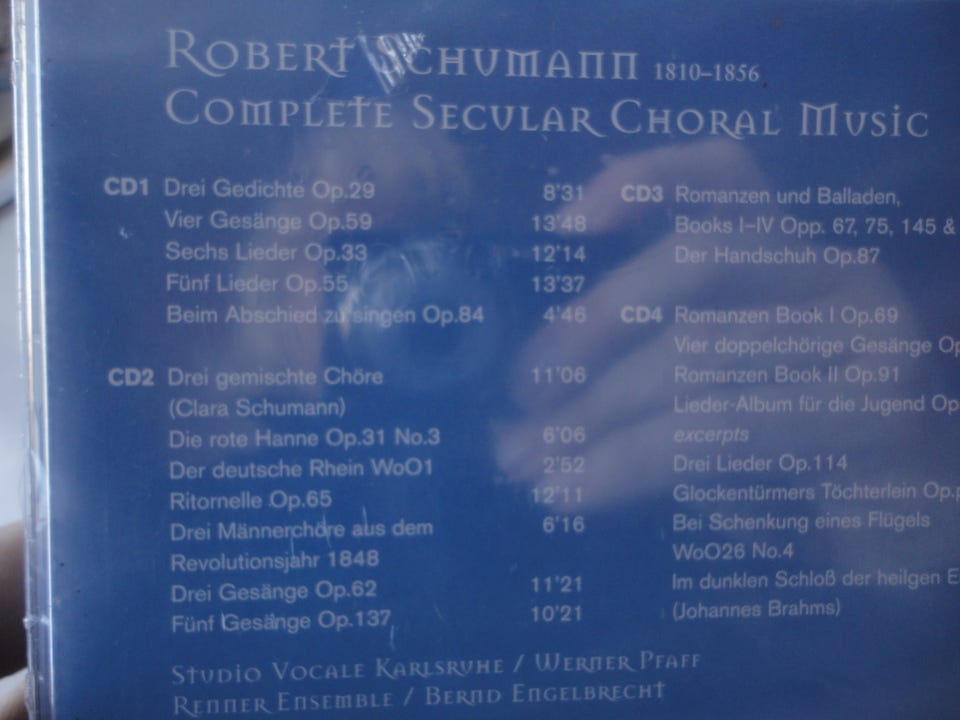 Robert Schumann 1810–1856
Complete Secular Choral Music
CD1 Drei Gedichte Op.29 8'31
Vier Gesänge Op.59 13'48
Sechs Lieder Op.33 12'14
Fünf Lieder Op.55 13'37
Beim Abschied zu singen Op.84 4'46
CD2 Drei gemischte Chöre 11'06
(Clara Schumann)
Die rote Hanne Op.31 No.3 6'06
Der deutsche Rhein WoO1 2'52
Ritornelle Op.65 12'11
Drei Männerchöre aus dem 6'16
Revolutionsjahr 1848
Drei Gesänge Op.62 11'21
Fünf Gesänge Op.137 10'21
CD3 Romanzen und Balladen,
Books I–IV Opp. 67, 75, 145 &
Der Handschuh Op.87
CD4 Romanzen Book I Op.69
Vier doppelchörige Gesänge Op
Romanzen Book II Op.91
Lieder-Album für die Jugend Op
excerpts
Drei Lieder Op.114
Glockentürmers Töchterlein Op.p
Bei Schenkung eines Flügels
WoO26 No.4
Im dunklen Schloß der heilgen E
(Johannes Brahms)
Studio Vocale Karlsruhe / Werner Pfaff
Renner Ensemble / Bernd Engelbrecht